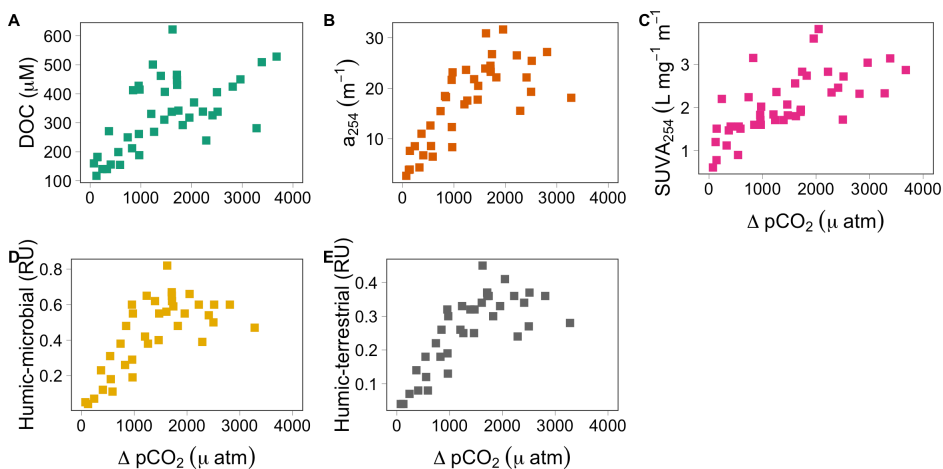 A
DOC (μM)
600
500
400
300
200
100
0 1000 2000 3000 4000
B
a254 (m−1)
30
20
10
0 1000 2000 3000 4000
C
SUVA254 (L mg−1 m−1)
3
2
1
0 1000 2000 3000 4000
Δ pCO2 (μ atm)
D
Humic-microbial (RU)
0.8
0.6
0.4
0.2
0 1000 2000 3000 4000
Δ pCO2 (μ atm)
E
Humic-terrestrial (RU)
0.4
0.3
0.2
0.1
0 1000 2000 3000 4000
Δ pCO2 (μ atm)